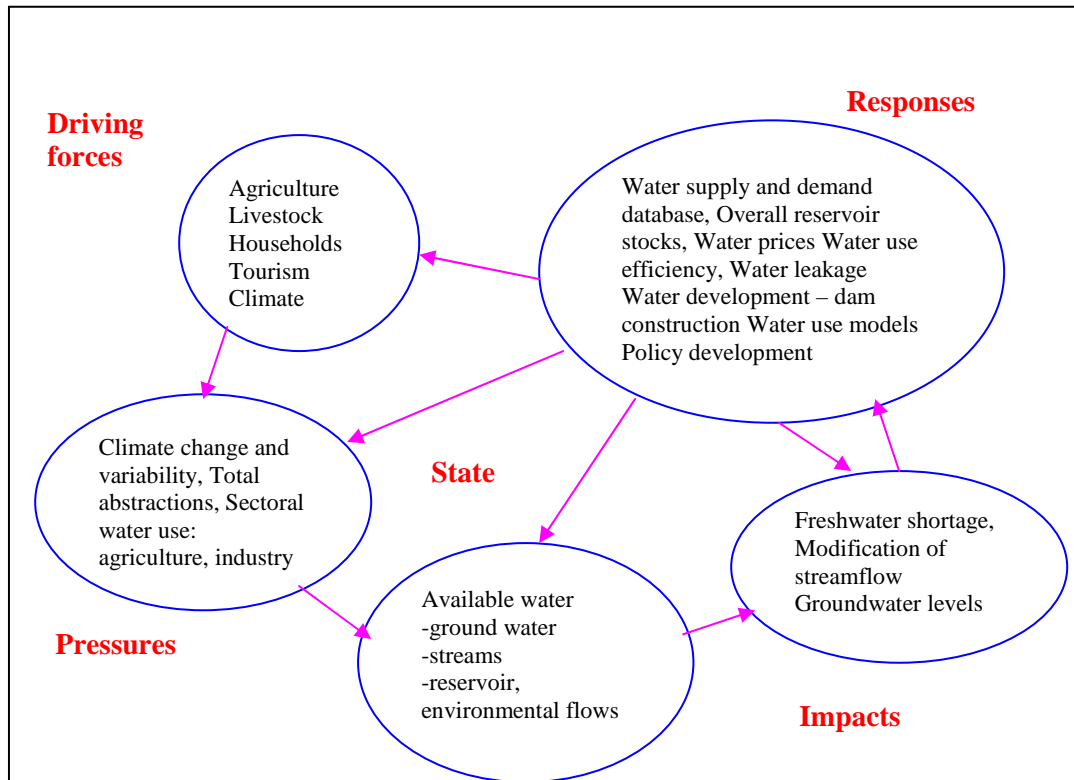 Responses
Driving
forces
Agriculture
Livestock
Households
Tourism
Climate
Water supply and demand
database, Overall reservoir
stocks, Water prices Water use
efficiency, Water leakage
Water development – dam
construction Water use models
Policy development
Climate change and
variability, Total
abstractions, Sectoral
water use:
agriculture, industry
State
Freshwater shortage,
Modification of
streamflow
Groundwater levels
Available water
-ground water
-streams
-reservoir,
environmental flows
Pressures
Impacts